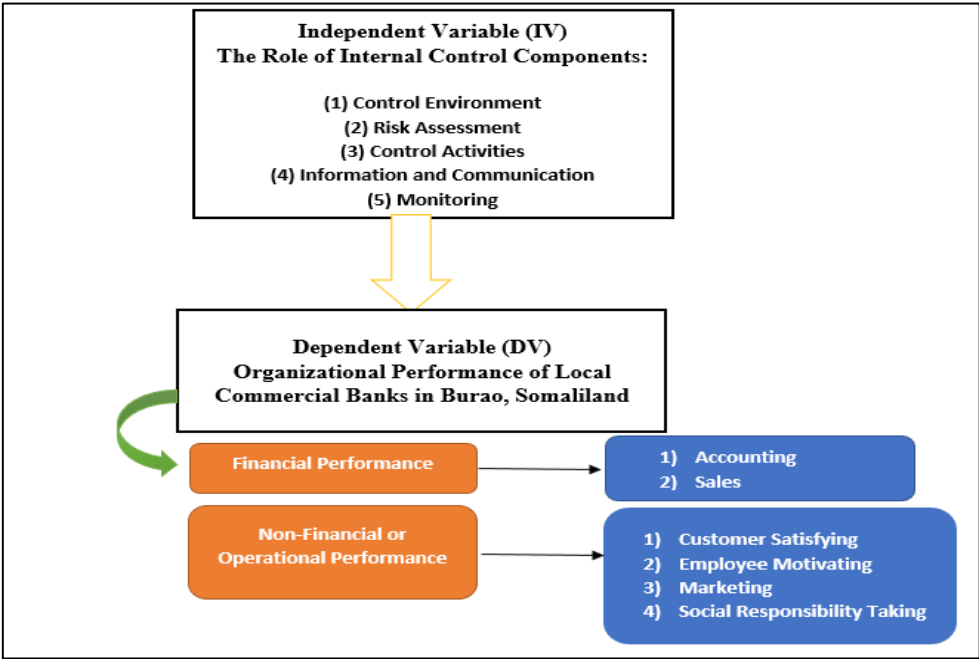 Independent Variable (IV)
The Role of Internal Control Components:
(1) Control Environment
(2) Risk Assessment
(3) Control Activities
(4) Information and Communication
(5) Monitoring
Dependent Variable (DV)
Organizational Performance of Local
Commercial Banks in Burao, Somaliland
Financial Performance
1) Accounting
2) Sales
Non-Financial or
Operational Performance
1) Customer Satisfying
2) Employee Motivating
3) Marketing
4) Social Responsibility Taking